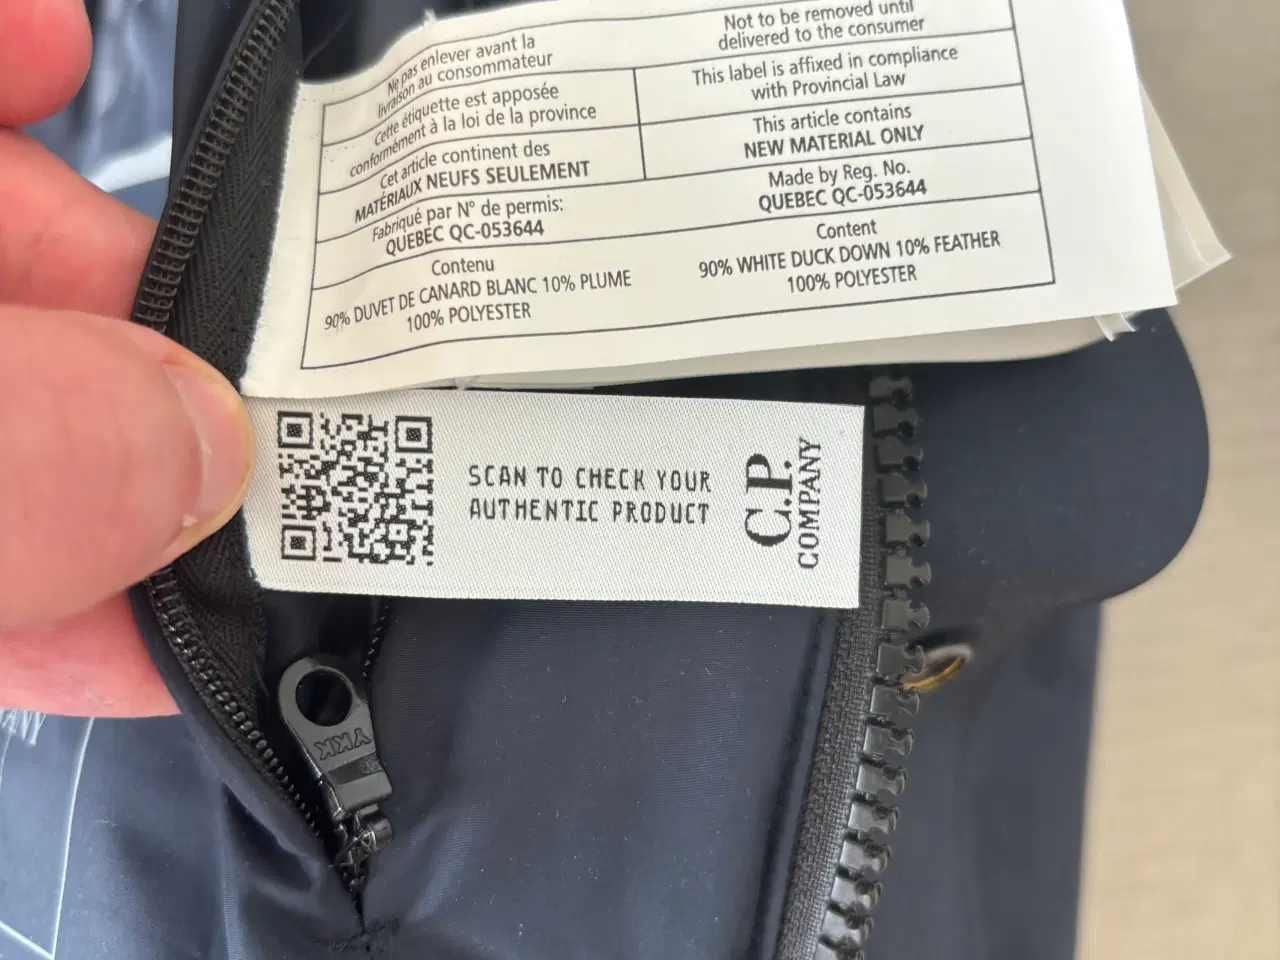 Ne pas enlever avant la
livraison au consommateur
Not to be removed until
delivered to the consumer
Cette étiquette est apposée
conformément à la loi de la province
This label is affixed in compliance
with Provincial Law
Cet article continent des
MATÉRIAUX NEUFS SEULEMENT
This article contains
NEW MATERIAL ONLY
Fabriqué par N° de permis:
QUEBEC QC-053644
Made by Reg. No.
QUEBEC QC-053644
Contenu
90% DUVET DE CANARD BLANC 10% PLUME
100% POLYESTER
Content
90% WHITE DUCK DOWN 10% FEATHER
100% POLYESTER
SCAN TO CHECK YOUR
AUTHENTIC PRODUCT
C.P.
COMPANY
YKK